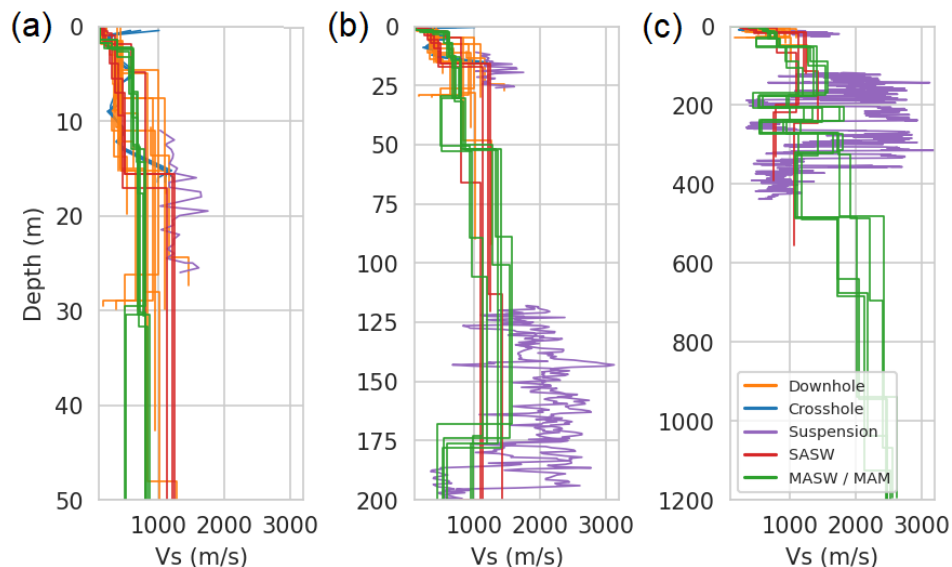 (a) (b) (c)
0 0 0
10
20
30
40
50
25
50
75
100
125
150
175
200
200
400
600
800
1000
1200
Depth (m)
0 1000 2000 3000
Vs (m/s)
1000 2000 3000
Vs (m/s)
1000 2000 3000
Vs (m/s)
Downhole
Crosshole
Suspension
SASW
MASW / MAM